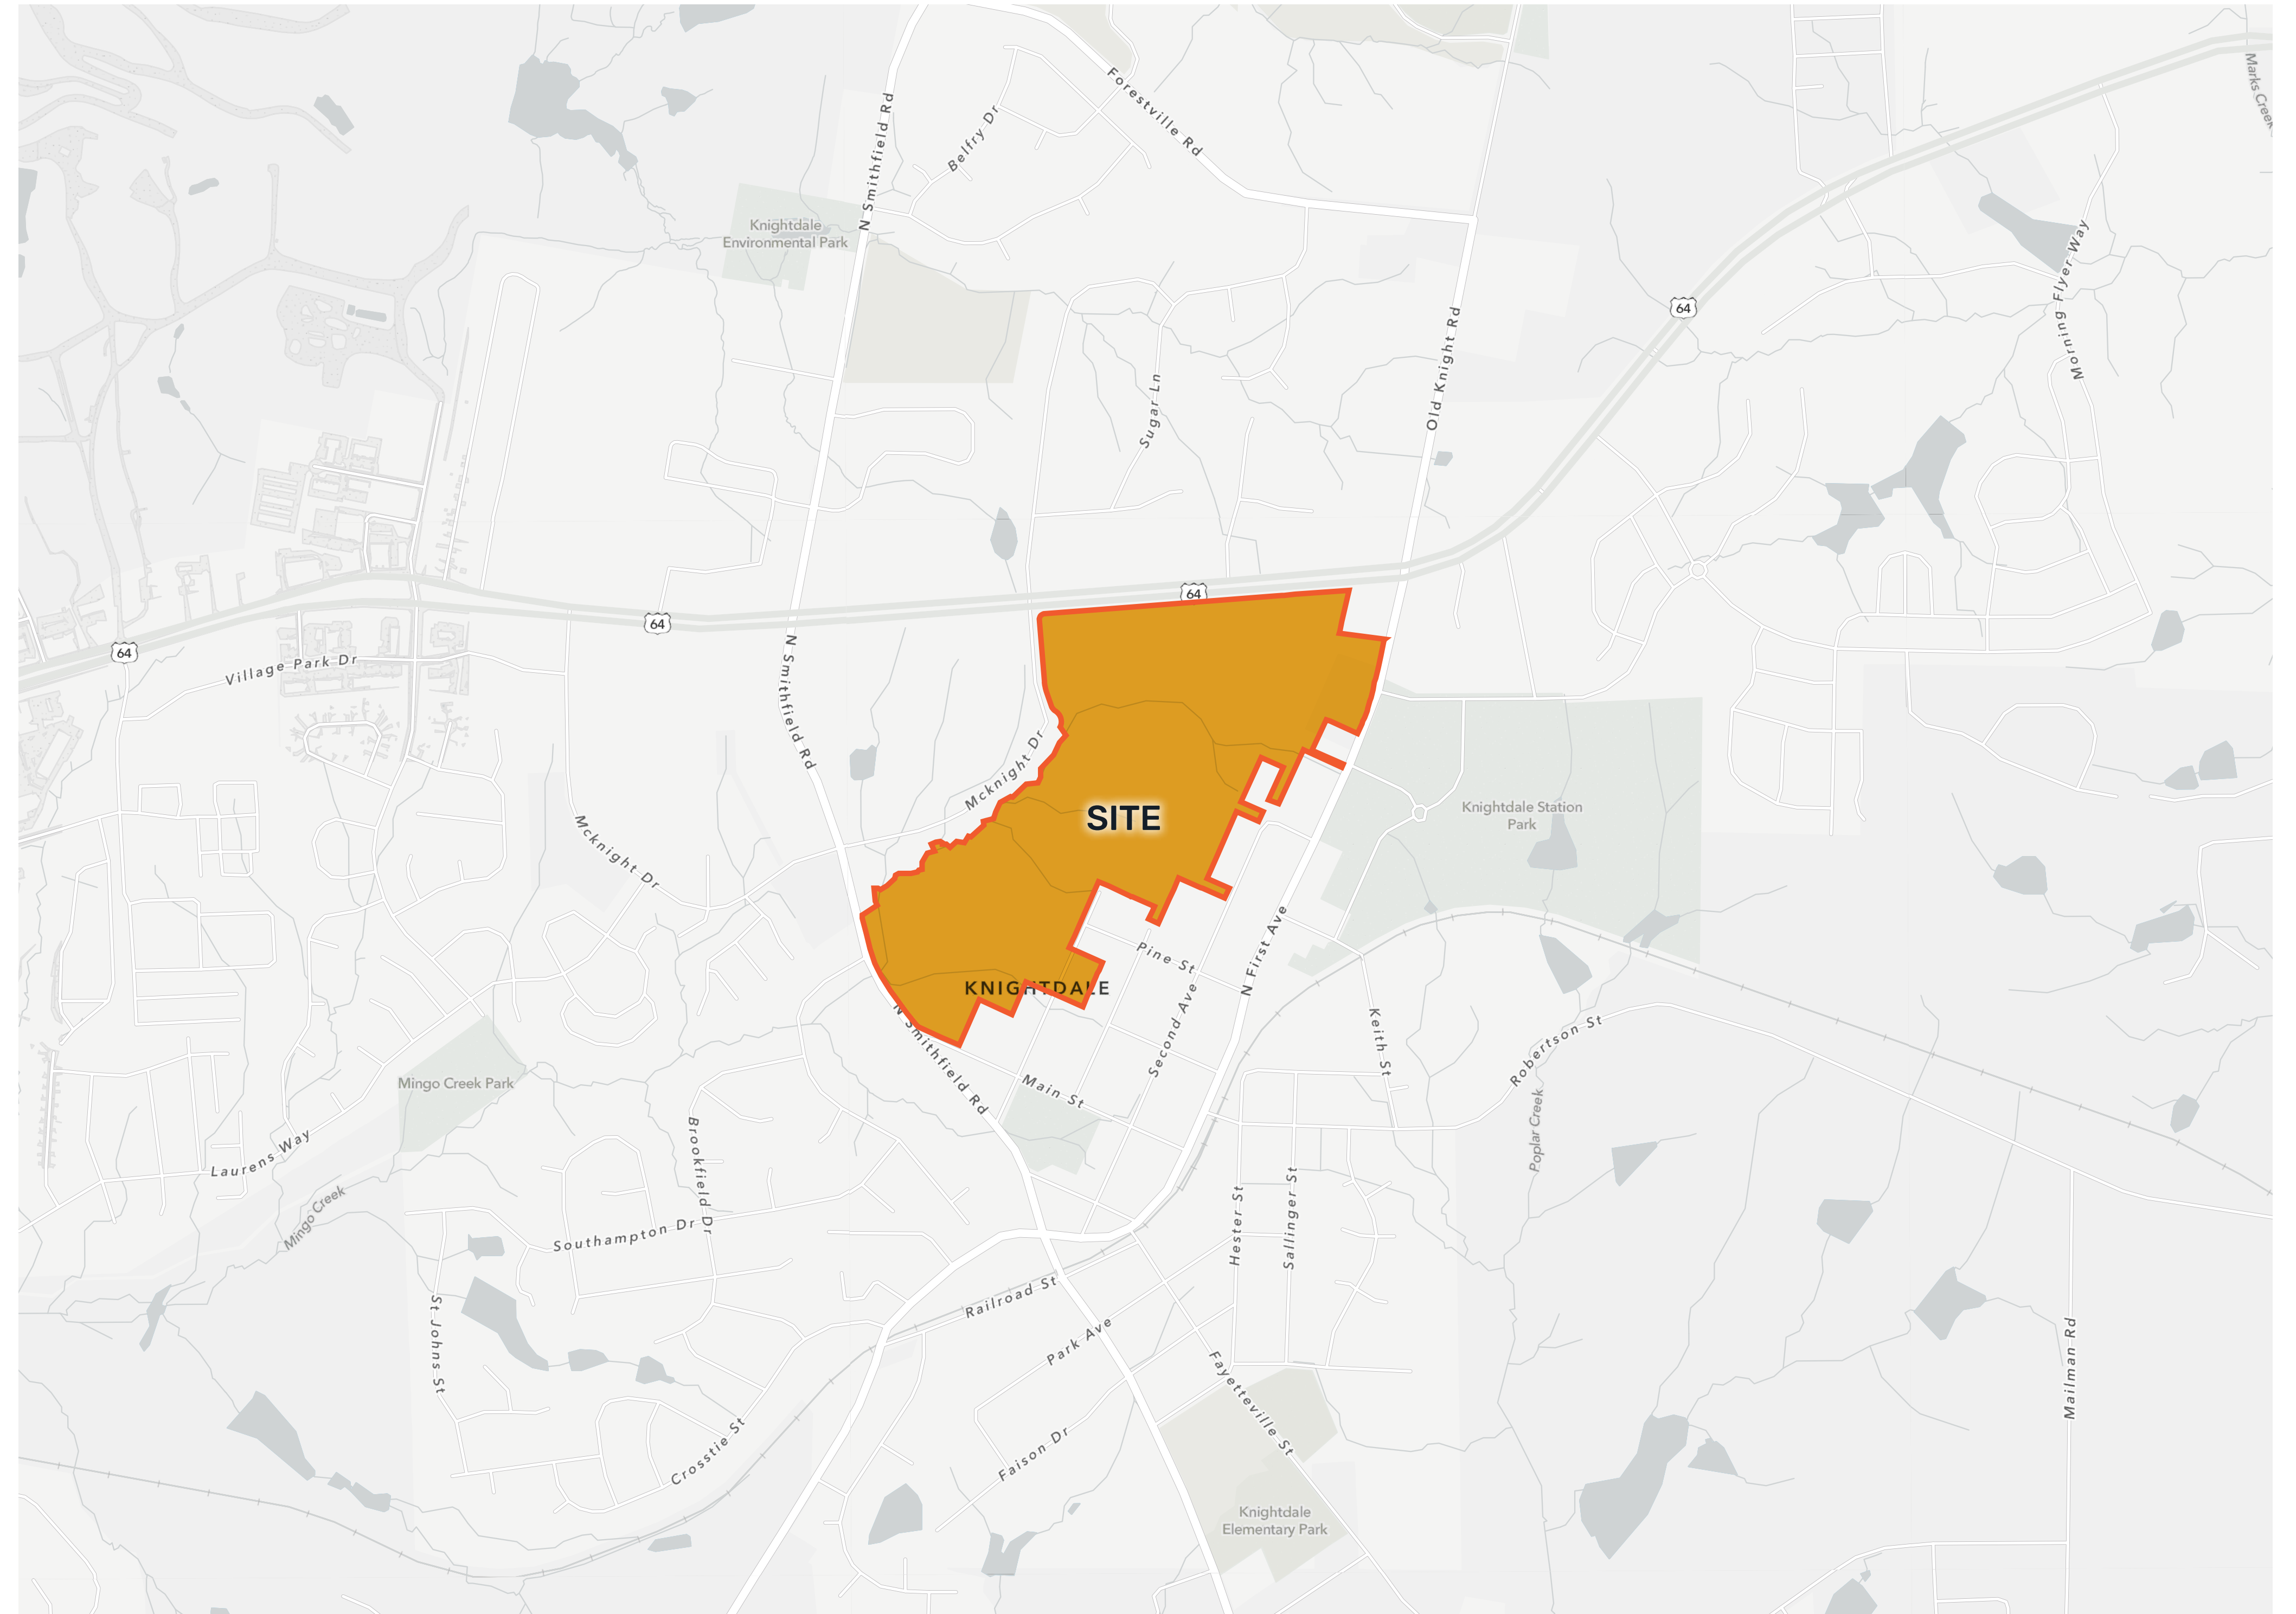 Marks Creek
Forestville Rd
N Smithfield Rd
Belfry Dr
Knightdale
Environmental Park
Morning Flyer Way
64
Old Knight Rd
Sugar Ln
64
64
64
N Smithfield Rd
Village Park Dr
Mcknight Dr
SITE
Knightdale Station
Park
Mcknight Dr
Pine St
N First Ave
KNIGHTDALE
N Smithfield Rd
Second Ave
Keith St
Robertson St
Main St
Mingo Creek Park
Poplar Creek
Brookfield Dr
Laurens Way
Mingo Creek
Hester St
Sallinger St
Southampton Dr
Railroad St
St Johns St
Park Ave
Mailman Rd
Fayetteville St
Crosstie St
Faison Dr
Knightdale
Elementary Park